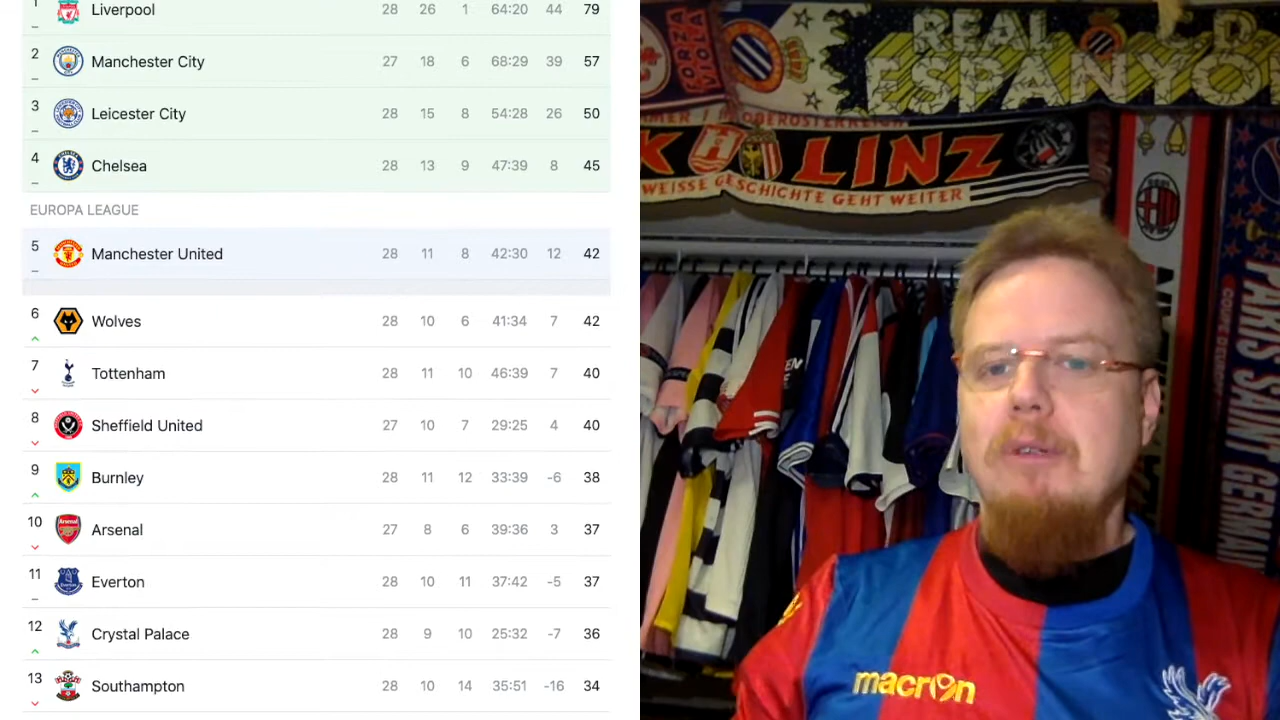 1 Liverpool 28 26 1 64:20 44 79
2 Manchester City 27 18 6 68:29 39 57
3 Leicester City 28 15 8 54:28 26 50
4 Chelsea 28 13 9 47:39 8 45
EUROPA LEAGUE
5 Manchester United 28 11 8 42:30 12 42
6 Wolves 28 10 6 41:34 7 42
7 Tottenham 28 11 10 46:39 7 40
8 Sheffield United 27 10 7 29:25 4 40
9 Burnley 28 11 12 33:39 -6 38
10 Arsenal 27 8 6 39:36 3 37
11 Everton 28 10 11 37:42 -5 37
12 Crystal Palace 28 9 10 25:32 -7 36
13 Southampton 28 10 14 35:51 -16 34
FORZA
VIOLA
REAL C D
ESPANYO
OBERÖSTERREICH
K LINZ
WEISSE GESCHICHTE GEHT WEITER
PARIS SAINT GERMAIN
macron